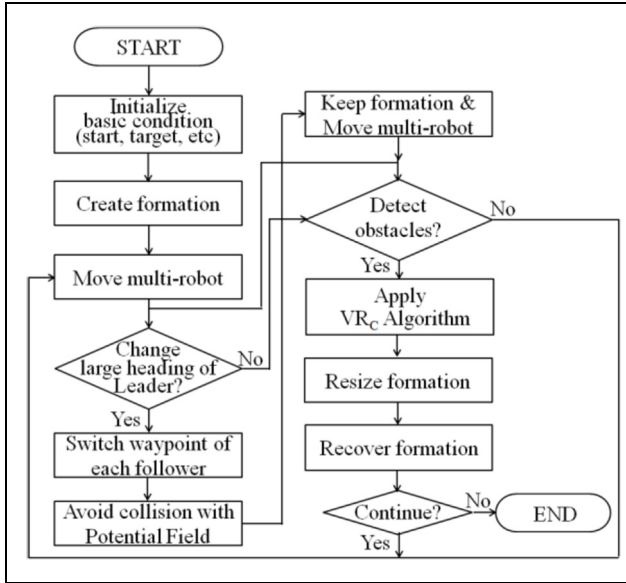 START
Initialize
basic condition
(start, target, etc)
Create formation
Move multi-robot
Change
large heading of
Leader?
No
Yes
Switch waypoint of
each follower
Avoid collision with
Potential Field
Keep formation &
Move multi-robot
Detect
obstacles?
No
Yes
Apply
VRC Algorithm
Resize formation
Recover formation
Continue?
No
END
Yes